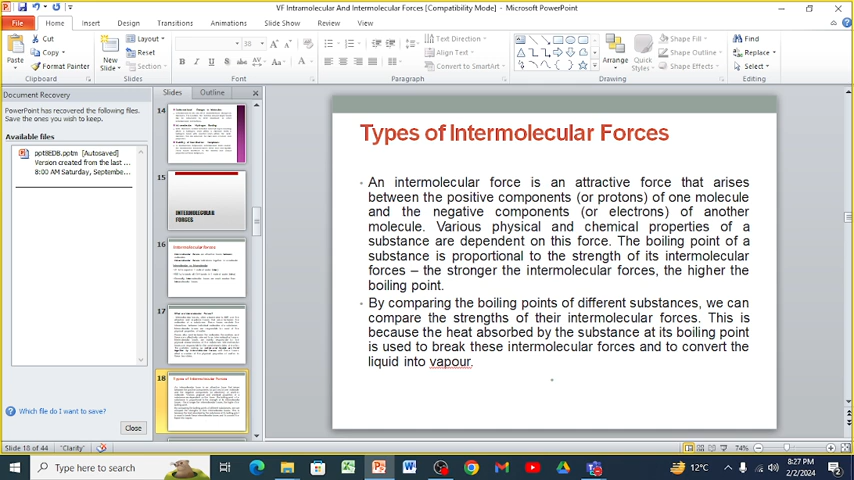 VF Intramolecular And Intermolecular Forces [Compatibility Mode] - Microsoft PowerPoint
File Home Insert Design Transitions Animations Slide Show Review View
Cut
Copy
Format Painter
Paste
Clipboard
New Slide
Layout
Reset
Section
Slides
38
Font
Text Direction
Align Text
Convert to SmartArt
Paragraph
Arrange
Quick Styles
Shape Fill
Shape Outline
Shape Effects
Drawing
Find
Replace
Select
Editing
Document Recovery
PowerPoint has recovered the following files.
Save the ones you wish to keep.
Available files
ppt8EDB.pptm [Autosaved]
Version created from the last ...
8:00 AM Saturday, Septembe...
Which file do I want to save?
Close
Slides Outline
14
15
INTERMOLECULAR
FORCES
16
Intermolecular forces
17
18
Types of Intermolecular Forces
Types of Intermolecular Forces
An intermolecular force is an attractive force that arises
between the positive components (or protons) of one molecule
and the negative components (or electrons) of another
molecule. Various physical and chemical properties of a
substance are dependent on this force. The boiling point of a
substance is proportional to the strength of its intermolecular
forces – the stronger the intermolecular forces, the higher the
boiling point.
By comparing the boiling points of different substances, we can
compare the strengths of their intermolecular forces. This is
because the heat absorbed by the substance at its boiling point
is used to break these intermolecular forces and to convert the
liquid into vapour.
Slide 18 of 44 "Clarity" 74%
Type here to search
12°C
8:27 PM
2/2/2024